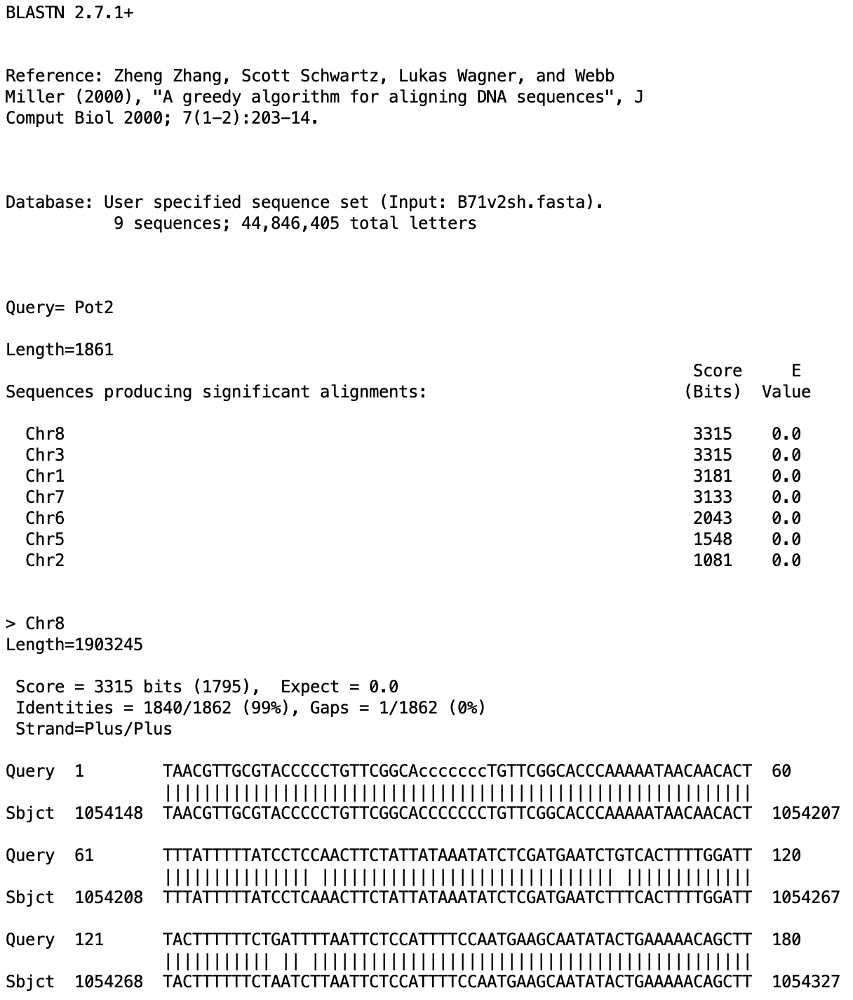 BLASTN 2.7.1+
Reference: Zheng Zhang, Scott Schwartz, Lukas Wagner, and Webb
Miller (2000), "A greedy algorithm for aligning DNA sequences", J
Comput Biol 2000; 7(1-2):203-14.
Database: User specified sequence set (Input: B71v2sh.fasta).
           9 sequences; 44,846,405 total letters
Query= Pot2
Length=1861
                                                                      Score     E
Sequences producing significant alignments:                          (Bits)  Value
  Chr8                                                                3315    0.0
  Chr3                                                                3315    0.0
  Chr1                                                                3181    0.0
  Chr7                                                                3133    0.0
  Chr6                                                                2043    0.0
  Chr5                                                                1548    0.0
  Chr2                                                                1081    0.0
> Chr8
Length=1903245
 Score = 3315 bits (1795),  Expect = 0.0
 Identities = 1840/1862 (99%), Gaps = 1/1862 (0%)
 Strand=Plus/Plus
Query  1        TAACGTTGCGTACCCCCTGTTCGGCAcccccccTGTTCGGCACCCAAAAATAACAACACT  60
                ||||||||||||||||||||||||||||||||||||||||||||||||||||||||||||
Sbjct  1054148  TAACGTTGCGTACCCCCTGTTCGGCACCCCCCCTGTTCGGCACCCAAAAATAACAACACT  1054207
Query  61       TTTATTTTTATCCTCCAACTTCTATTATAAATATCTCGATGAATCTGTCACTTTTGGATT  120
                ||||||||||||||| |||||||||||||||||||||||||||||| |||||||||||||
Sbjct  1054208  TTTATTTTTATCCTCAAACTTCTATTATAAATATCTCGATGAATCTTTCACTTTTGGATT  1054267
Query  121      TACTTTTTTCTGATTTTAATTCTCCATTTTCCAATGAAGCAATATACTGAAAAACAGCTT  180
                ||||||||||| || |||||||||||||||||||||||||||||||||||||||||||||
Sbjct  1054268  TACTTTTTTCTAATCTTAATTCTCCATTTTCCAATGAAGCAATATACTGAAAAACAGCTT  1054327